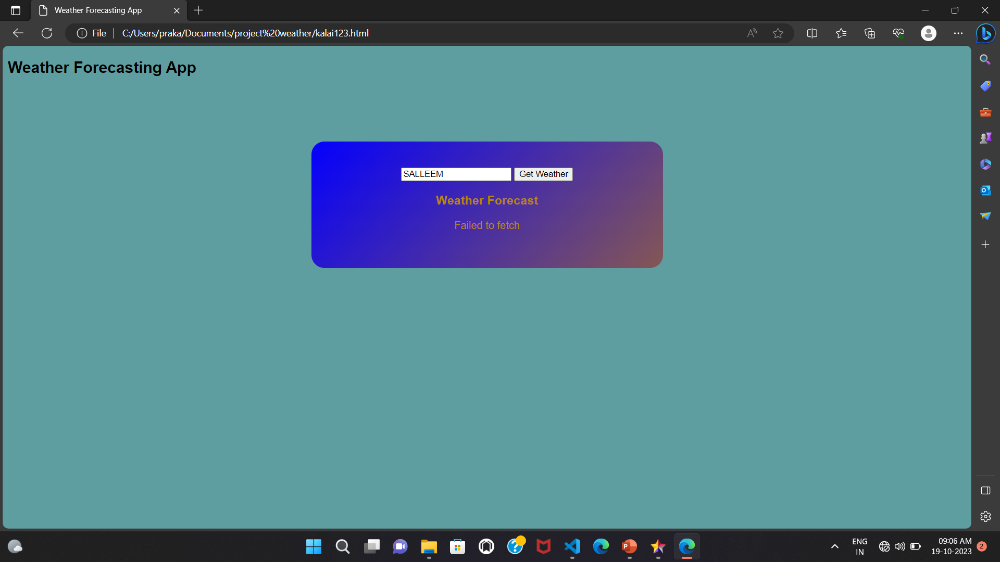 Weather Forecasting App
File
C:/Users/praka/Documents/project%20weather/kalai123.html
Weather Forecasting App
SALLEEM
Get Weather
Weather Forecast
Failed to fetch
ENG
IN
09:06 AM
19-10-2023
2